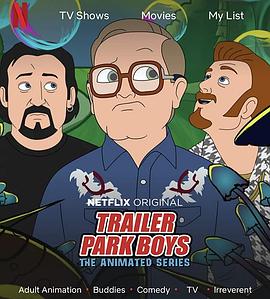 N
TV Shows Movies My List
NETFLIX ORIGINAL
TRAILER
PARK BOYS
THE ANIMATED SERIES
Adult Animation • Buddies • Comedy • TV • Irreverent